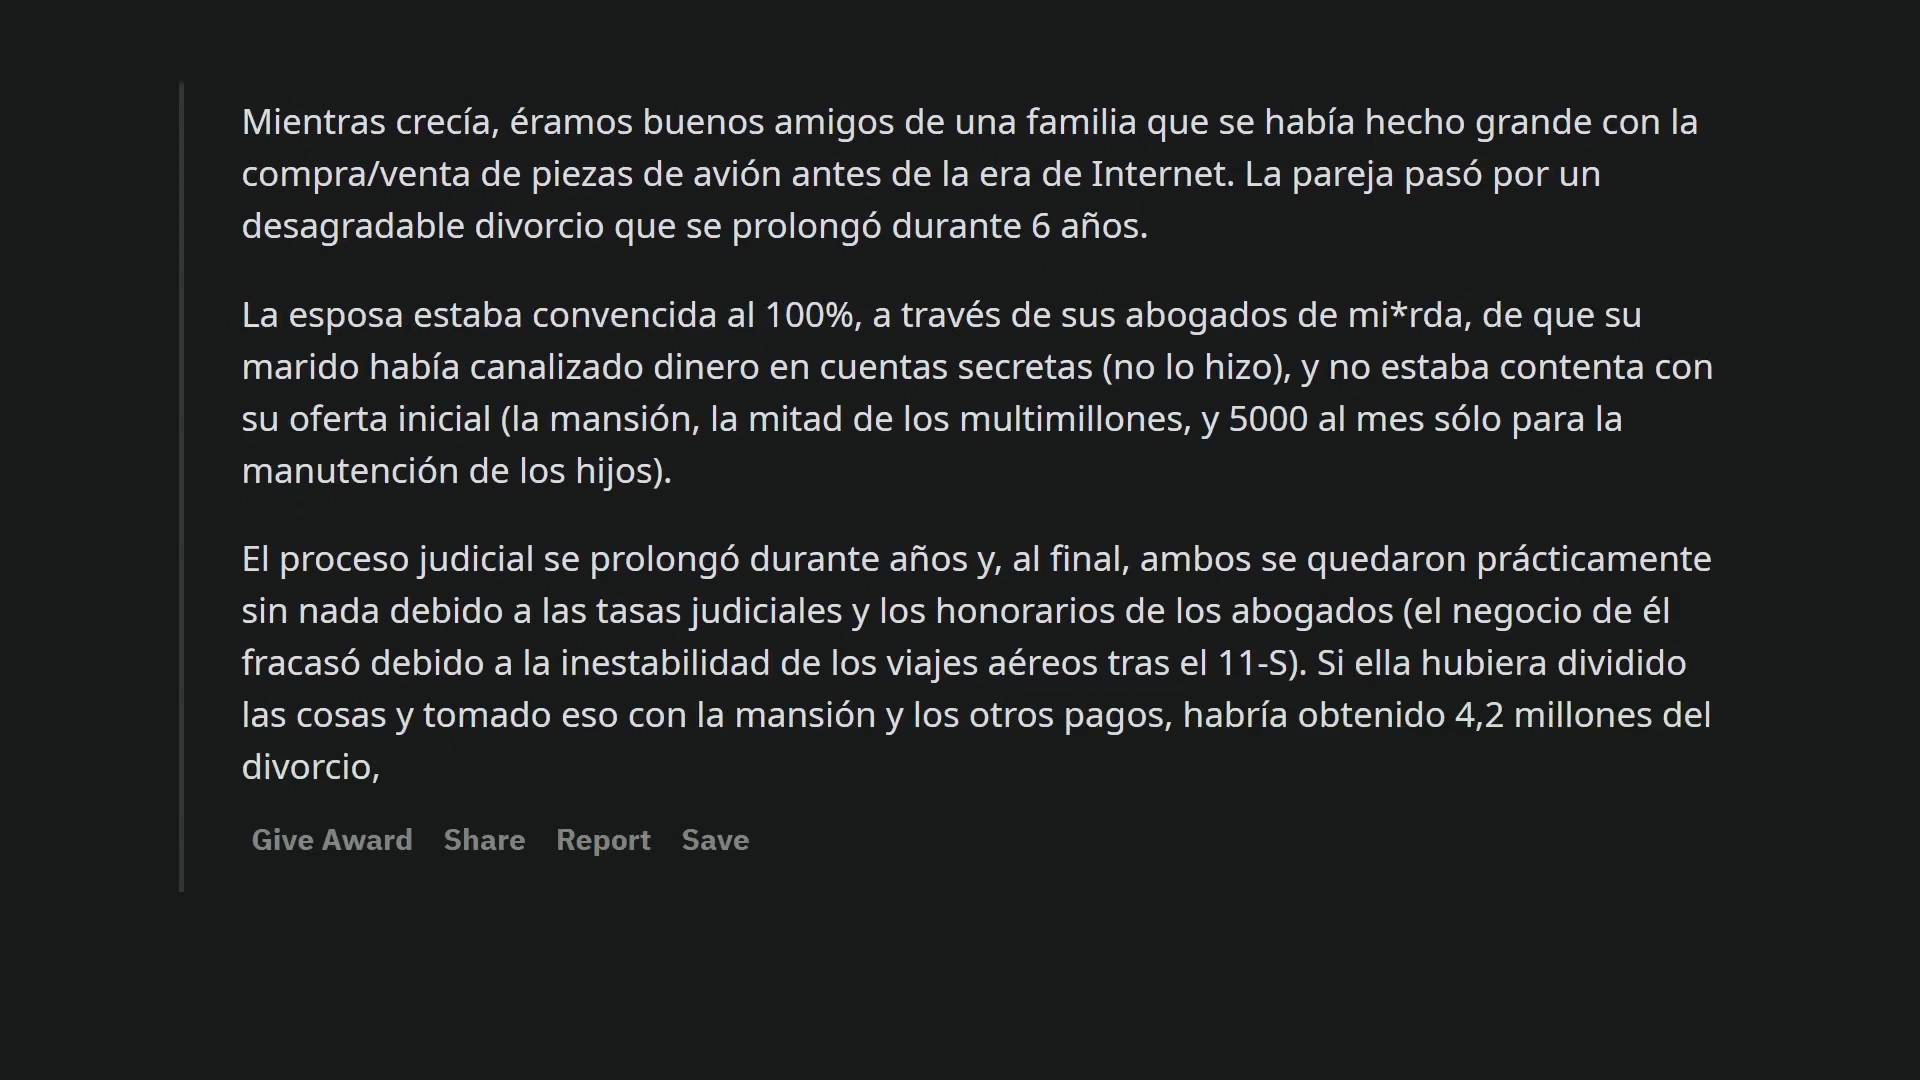 Mientras crecía, éramos buenos amigos de una familia que se había hecho grande con la
compra/venta de piezas de avión antes de la era de Internet. La pareja pasó por un
desagradable divorcio que se prolongó durante 6 años.
La esposa estaba convencida al 100%, a través de sus abogados de mi*rda, de que su
marido había canalizado dinero en cuentas secretas (no lo hizo), y no estaba contenta con
su oferta inicial (la mansión, la mitad de los multimillones, y 5000 al mes sólo para la
manutención de los hijos).
El proceso judicial se prolongó durante años y, al final, ambos se quedaron prácticamente
sin nada debido a las tasas judiciales y los honorarios de los abogados (el negocio de él
fracasó debido a la inestabilidad de los viajes aéreos tras el 11-S). Si ella hubiera dividido
las cosas y tomado eso con la mansión y los otros pagos, habría obtenido 4,2 millones del
divorcio,
Give Award Share Report Save